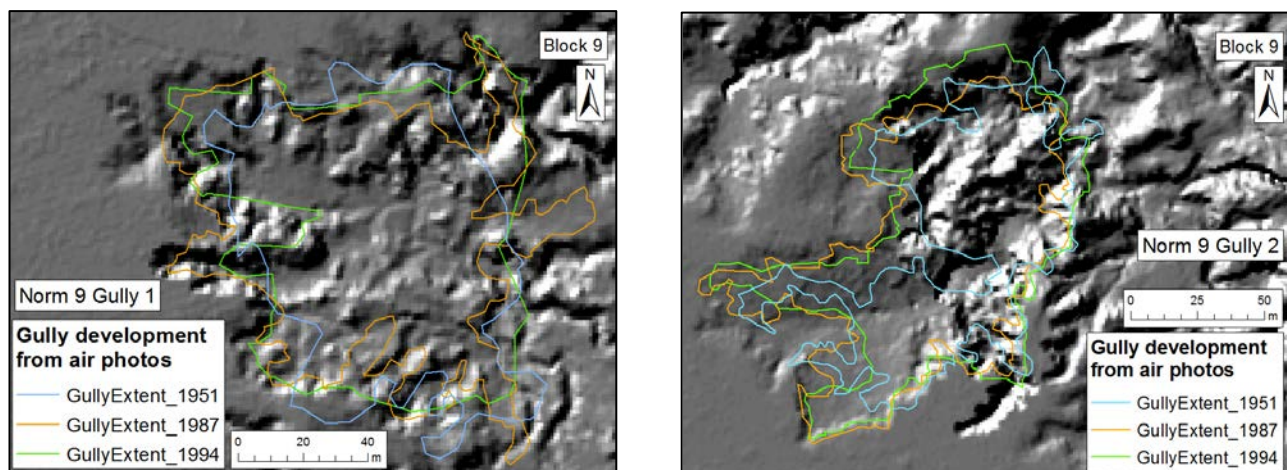 Block 9
N
Norm 9 Gully 1
Gully development
from air photos
GullyExtent_1951
GullyExtent_1987
GullyExtent_1994
0 20 40
m
Block 9
N
Norm 9 Gully 2
0 25 50
m
Gully development
from air photos
GullyExtent_1951
GullyExtent_1987
GullyExtent_1994